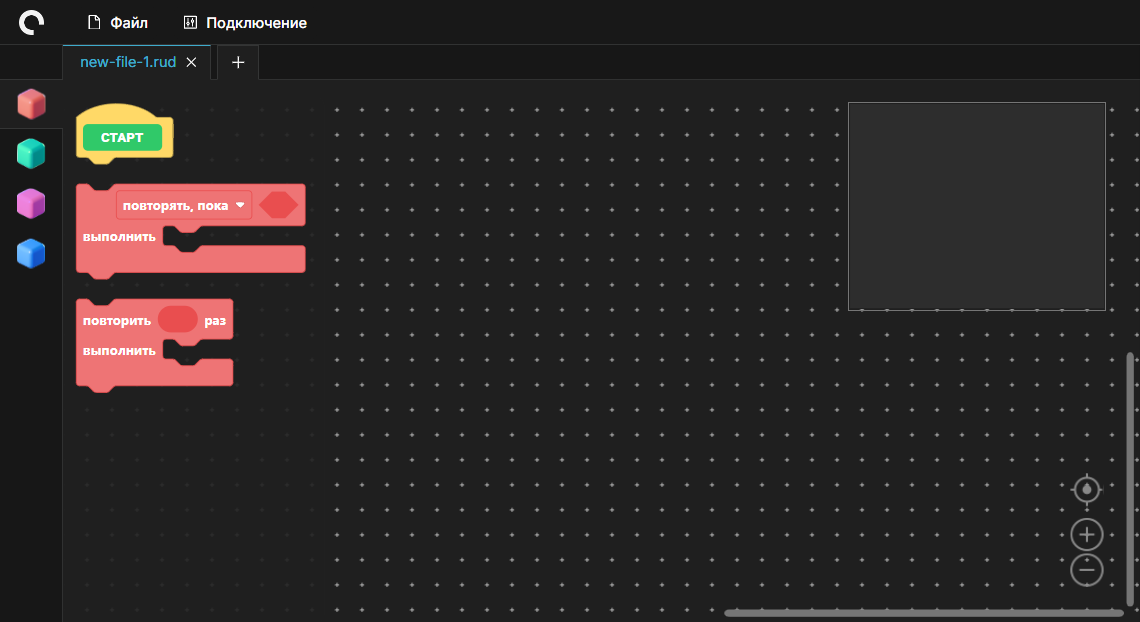 Файл Подключение
new-file-1.rud
СТАРТ
повторять, пока
выполнить
повторить раз
выполнить